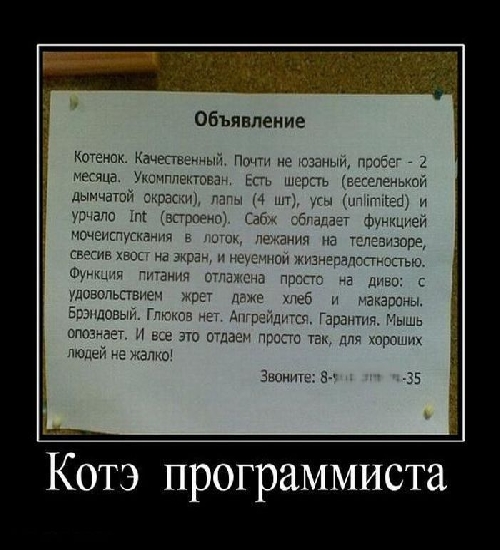 Объявление
Котенок. Качественный. Почти не юзаный, пробег - 2
месяца. Укомплектован. Есть шерсть (веселенькой
дымчатой окраски), лапы (4 шт), усы (unlimited) и
урчало Int (встроено). Сабж обладает функцией
мочеиспускания в лоток, лежания на телевизоре,
свесив хвост на экран, и неуемной жизнерадостностью.
Функция питания отлажена просто на диво: с
удовольствием жрет даже хлеб и макароны.
Брэндовый. Глюков нет. Апгрейдится. Гарантия. Мышь
опознает. И все это отдаем просто так, для хороших
людей не жалко!
Звоните: 8- -35
Котэ программиста